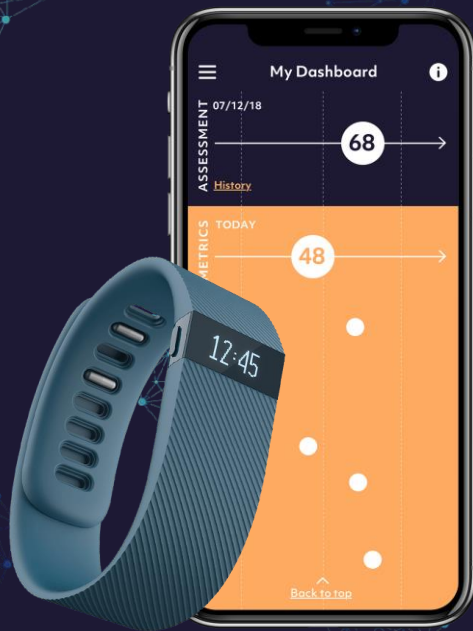 My Dashboard
i
ASSESSMENT
07/12/18
68
History
METRICS
TODAY
48
12:45
Back to top